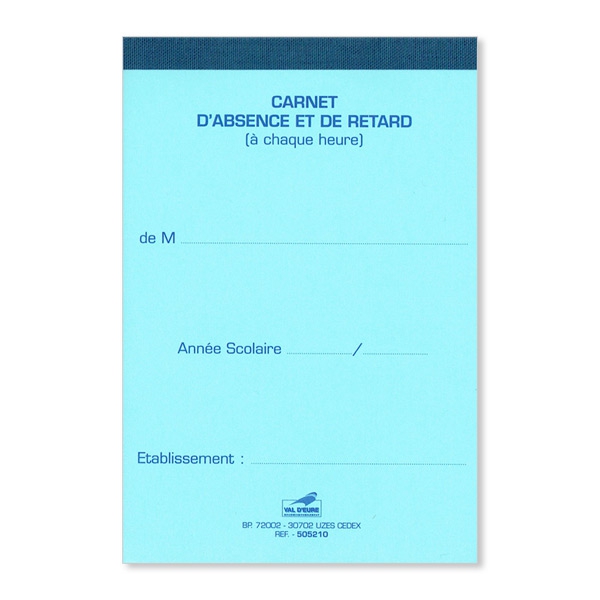 CARNET
D'ABSENCE ET DE RETARD
(à chaque heure)
de M ..........................................................
Année Scolaire ................/................
Etablissement : ..........................................................
VAL D'EURE
BP. 72002 - 30702 UZES CEDEX
REF. - 505210